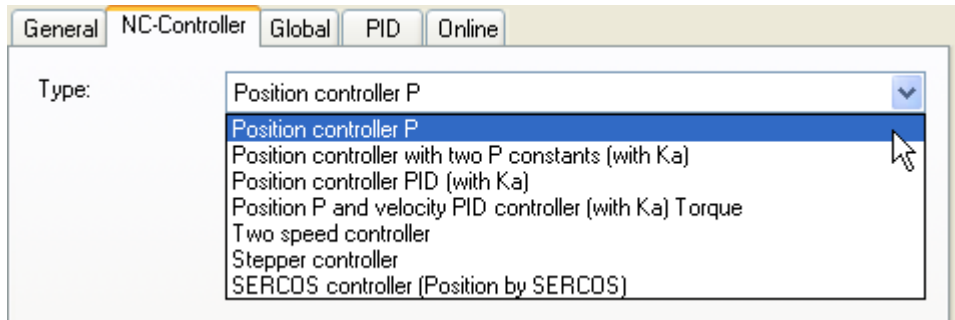 General NC-Controller Global PID Online
Type: Position controller P
Position controller P
Position controller with two P constants (with Ka)
Position controller PID (with Ka)
Position P and velocity PID controller (with Ka) Torque
Two speed controller
Stepper controller
SERCOS controller (Position by SERCOS)